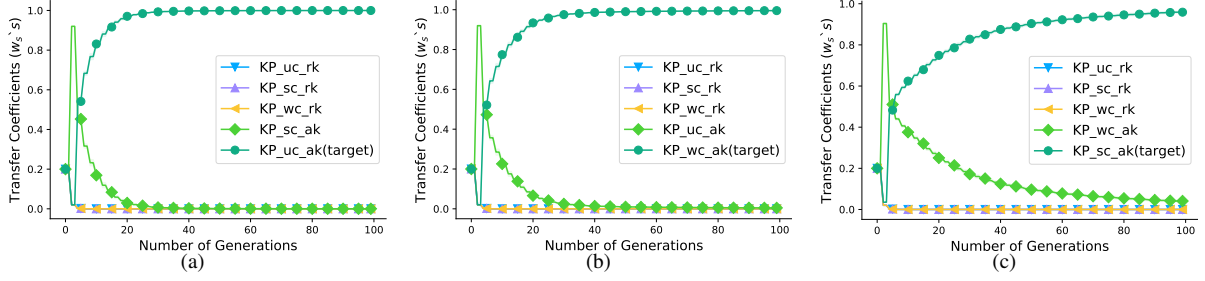 Transfer Coefficients (w_s`s)
1.0
0.8
0.6
0.4
0.2
0.0
KP_uc_rk
KP_sc_rk
KP_wc_rk
KP_sc_ak
KP_uc_ak(target)
0 20 40 60 80 100
Number of Generations
(a)
Transfer Coefficients (w_s`s)
1.0
0.8
0.6
0.4
0.2
0.0
KP_uc_rk
KP_sc_rk
KP_wc_rk
KP_uc_ak
KP_wc_ak(target)
0 20 40 60 80 100
Number of Generations
(b)
Transfer Coefficients (w_s`s)
1.0
0.8
0.6
0.4
0.2
0.0
KP_uc_rk
KP_sc_rk
KP_wc_rk
KP_wc_ak
KP_sc_ak(target)
0 20 40 60 80 100
Number of Generations
(c)